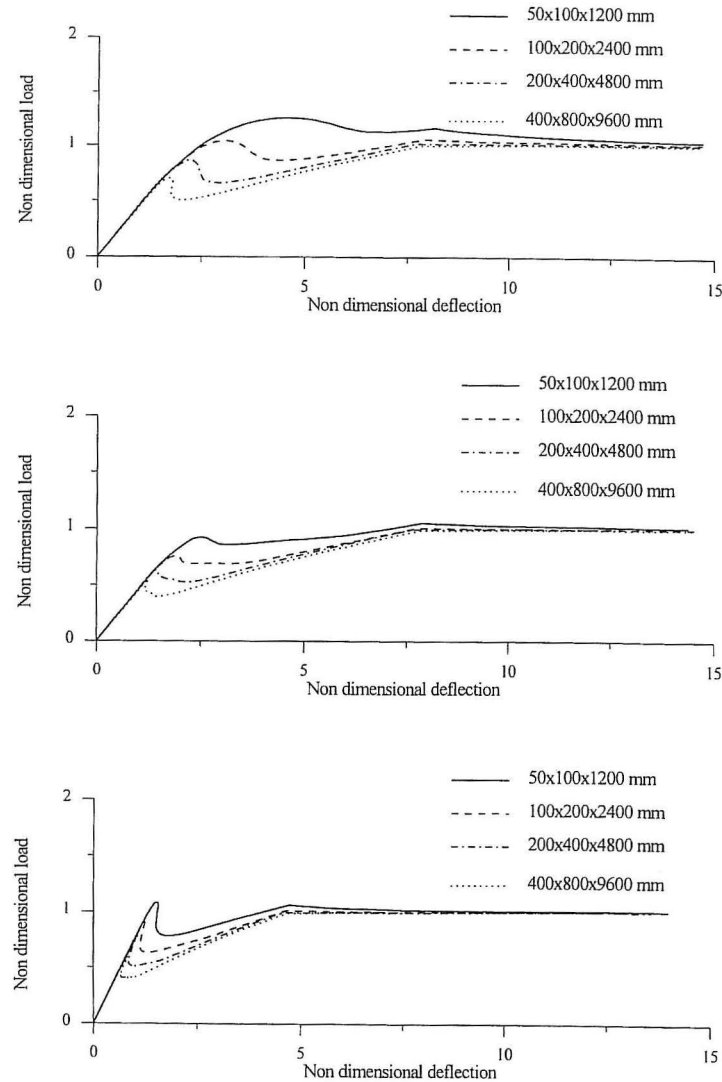 50x100x1200 mm
2
100x200x2400 mm
200x400x4800 mm
400x800x9600 mm
Non dimensional load
1
0
0
5
10
15
Non dimensional deflection
50x100x1200 mm
2
100x200x2400 mm
200x400x4800 mm
400x800x9600 mm
Non dimensional load
1
0
0
5
10
15
Non dimensional deflection
50x100x1200 mm
2
100x200x2400 mm
200x400x4800 mm
400x800x9600 mm
Non dimensional load
1
0
0
5
10
15
Non dimensional deflection